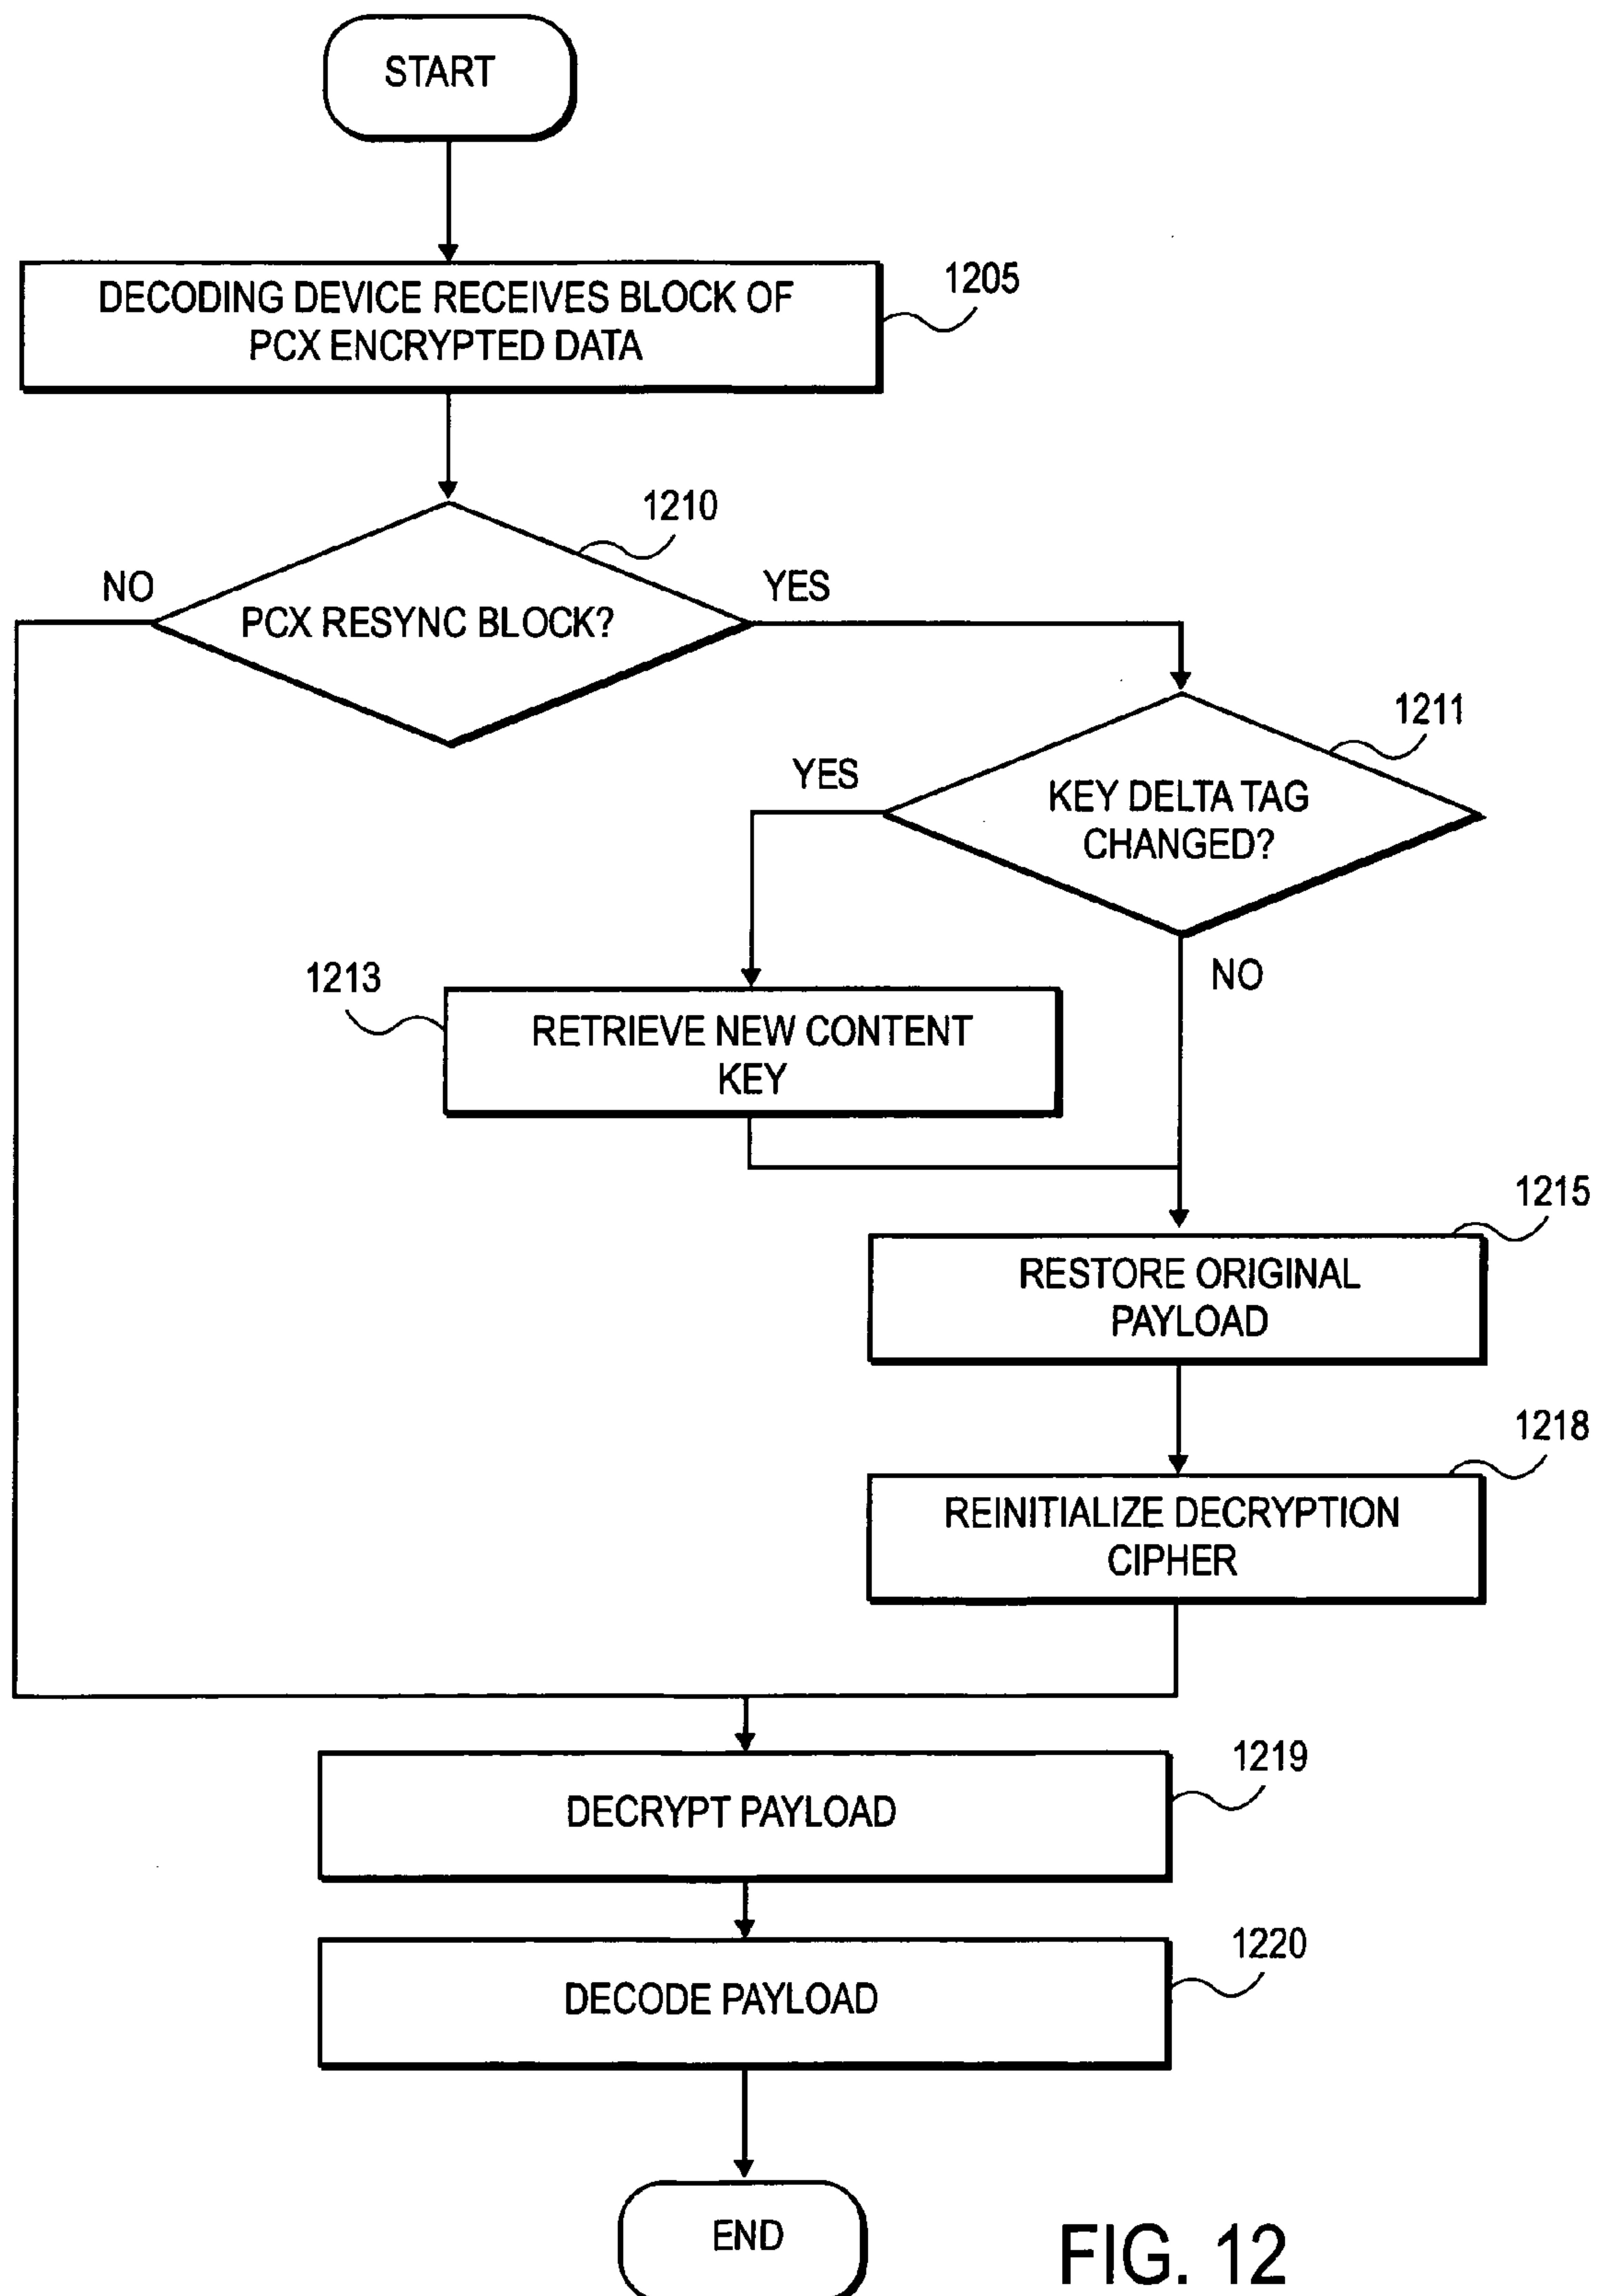 START
DECODING DEVICE RECEIVES BLOCK OF
PCX ENCRYPTED DATA
1205
1210
NO
YES
PCX RESYNC BLOCK?
1211
YES
KEY DELTA TAG
CHANGED?
NO
1213
RETRIEVE NEW CONTENT
KEY
1215
RESTORE ORIGINAL
PAYLOAD
1218
REINITIALIZE DECRYPTION
CIPHER
1219
DECRYPT PAYLOAD
1220
DECODE PAYLOAD
END
FIG. 12